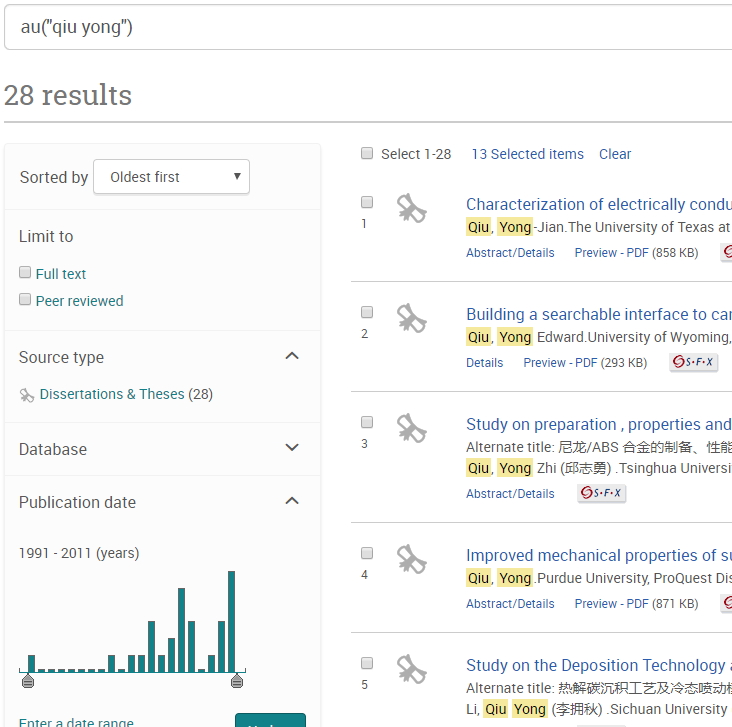 au("qiu yong")
28 results
Sorted by Oldest first
Limit to
Full text
Peer reviewed
Source type
Dissertations & Theses (28)
Database
Publication date
1991 - 2011 (years)
Enter a date range
Select 1-28 13 Selected items Clear
1
Characterization of electrically condu
Qiu, Yong-Jian.The University of Texas at
Abstract/Details Preview - PDF (858 KB)
2
Building a searchable interface to car
Qiu, Yong Edward.University of Wyoming,
Details Preview - PDF (293 KB) S·F·X
3
Study on preparation , properties and
Alternate title: 尼龙/ABS 合金的制备、性能
Qiu, Yong Zhi (邱志勇) .Tsinghua Universi
Abstract/Details S·F·X
4
Improved mechanical properties of su
Qiu, Yong.Purdue University, ProQuest Dis
Abstract/Details Preview - PDF (871 KB)
5
Study on the Deposition Technology a
Alternate title: 热解碳沉积工艺及冷态喷动
Li, Qiu Yong (李拥秋) .Sichuan University